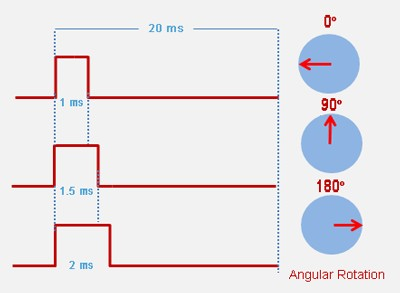 20 ms
0°
1 ms
90°
1.5 ms
180°
2 ms
Angular Rotation